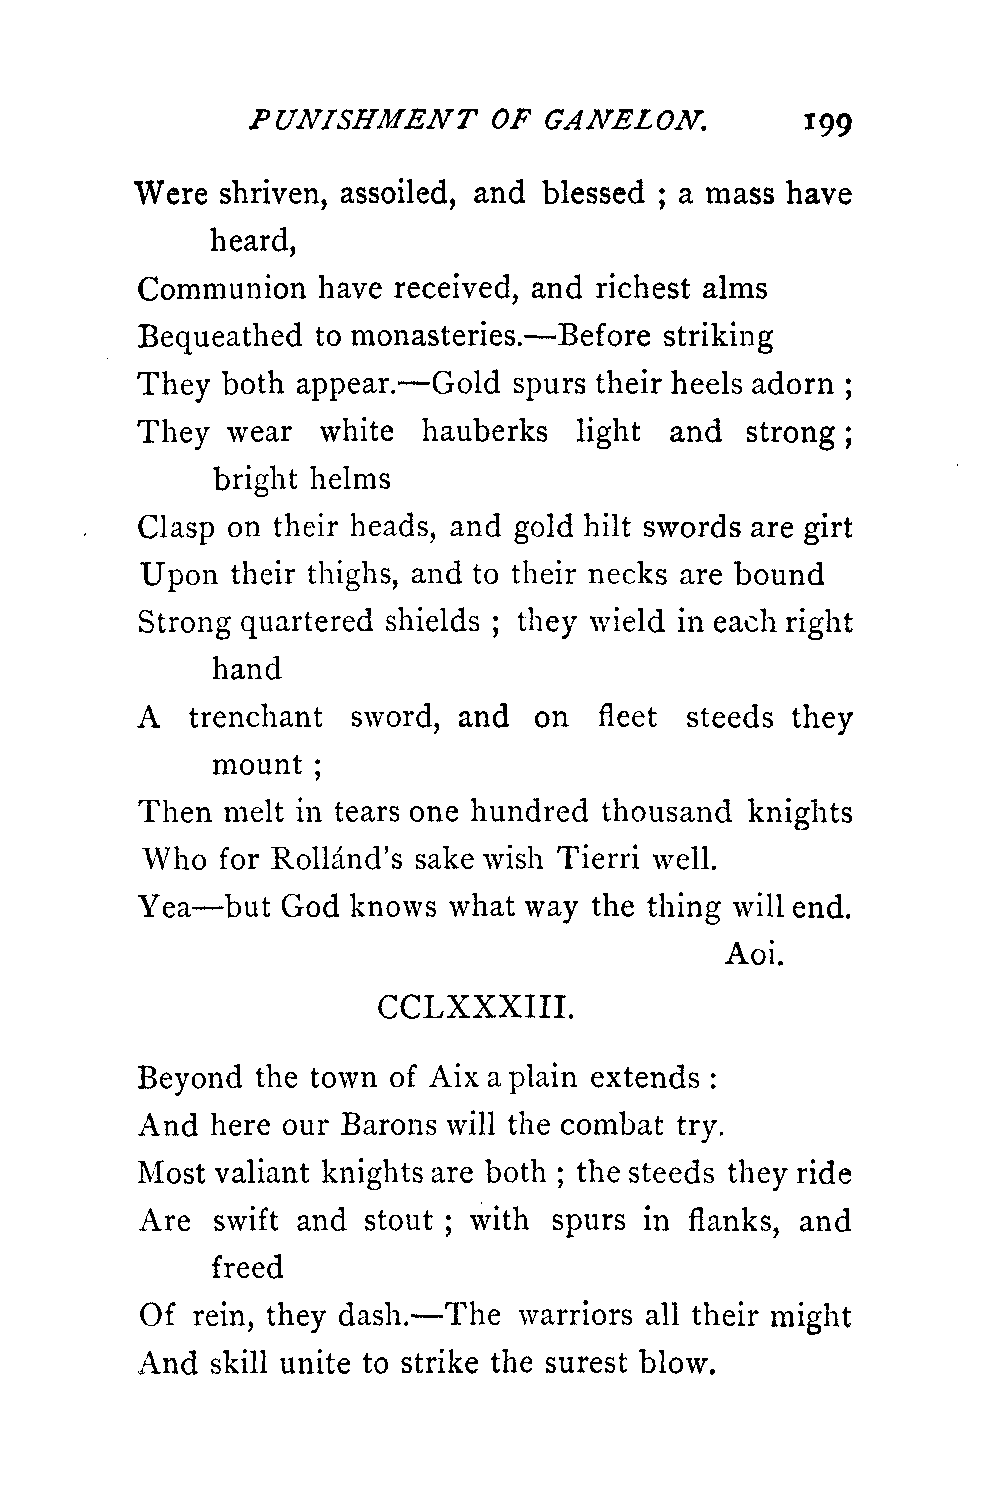 PUNISHMENT OF GANELON. 199
Were shriven, assoiled, and blessed ; a mass have
heard,
Communion have received, and richest alms
Bequeathed to monasteries.—Before striking
They both appear.—Gold spurs their heels adorn ;
They wear white hauberks light and strong ;
bright helms
Clasp on their heads, and gold hilt swords are girt
Upon their thighs, and to their necks are bound
Strong quartered shields ; they wield in each right
hand
A trenchant sword, and on fleet steeds they
mount ;
Then melt in tears one hundred thousand knights
Who for Rollánd's sake wish Tierri well.
Yea—but God knows what way the thing will end.
Aoi.
CCLXXXIII.
Beyond the town of Aix a plain extends :
And here our Barons will the combat try.
Most valiant knights are both ; the steeds they ride
Are swift and stout ; with spurs in flanks, and
freed
Of rein, they dash.—The warriors all their might
And skill unite to strike the surest blow.